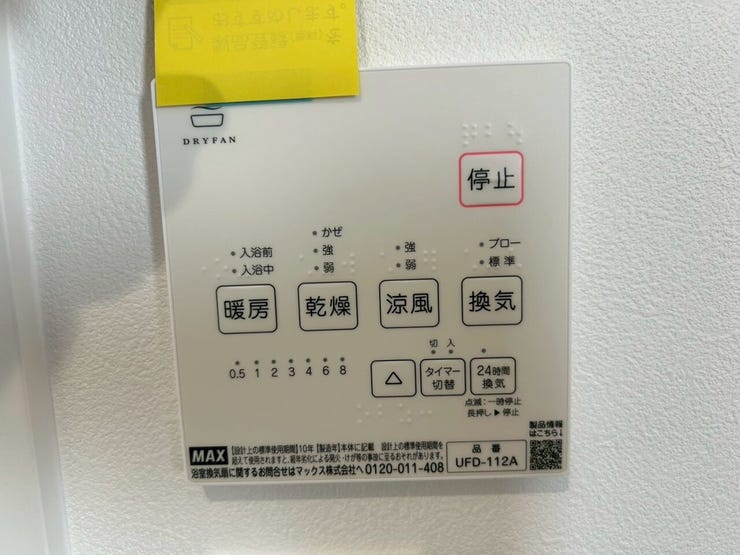 DRYFAN
停止
かぜ
入浴前
強
強
ブロー
入浴中
弱
弱
標準
暖房
乾燥
涼風
換気
切 入
0.5 1 2 3 4 6 8
△
タイマー
切替
24時間
換気
点滅:一時停止
長押し▶停止
製品情報
はこちら↓
MAX
【設計上の標準使用期間】10年 【製造年】本体に記載 設計上の標準使用期間を
超えて使用されますと、経年劣化による発火・けが等の事故に至るおそれがあります。
浴室換気扇に関するお問合せはマックス株式会社へ 0120-011-408
品番
UFD-112A